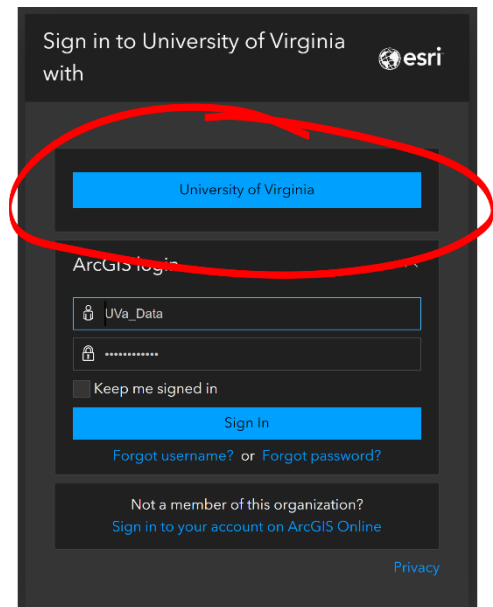 Sign in to University of Virginia
with
esri
University of Virginia
ArcGIS login
UVa_Data
••••••••••••
Keep me signed in
Sign In
Forgot username? or Forgot password?
Not a member of this organization?
Sign in to your account on ArcGIS Online
Privacy